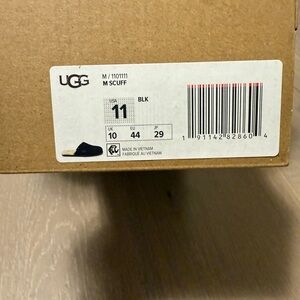 UGG
M / 1101111
M SCUFF
USA
11
BLK
UK EU JP
10 44 29
MADE IN VIETNAM
FABRIQUÉ AU VIETNAM
1 91142 82860 4